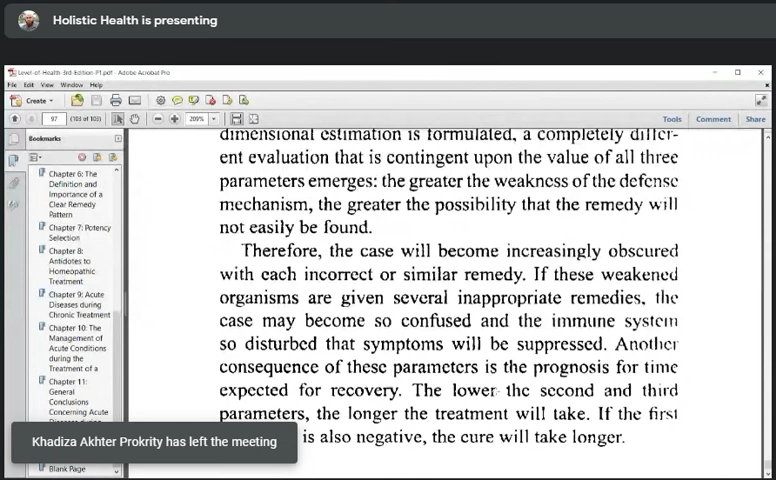 Holistic Health is presenting
Level-of-Health-3rd-Edition P1.pdf - Adobe Acrobat Pro
File Edit View Window Help
Create
97 (103 of 103) 209%
Tools Comment Share
Bookmarks
Chapter 6: The
Definition and
Importance of a
Clear Remedy
Pattern
Chapter 7: Potency
Selection
Chapter 8:
Antidotes to
Homeopathic
Treatment
Chapter 9: Acute
Diseases during
Chronic Treatment
Chapter 10: The
Management of
Acute Conditions
during the
Treatment of a
Chapter 11:
General
Conclusions
Concerning Acute
Blank Page
dimensional estimation is formulated, a completely differ-
ent evaluation that is contingent upon the value of all three
parameters emerges: the greater the weakness of the defense
mechanism, the greater the possibility that the remedy will
not easily be found.
Therefore, the case will become increasingly obscured
with each incorrect or similar remedy. If these weakened
organisms are given several inappropriate remedies, the
case may become so confused and the immune system
so disturbed that symptoms will be suppressed. Another
consequence of these parameters is the prognosis for time
expected for recovery. The lower the second and third
parameters, the longer the treatment will take. If the first
is also negative, the cure will take longer.
Khadiza Akhter Prokrity has left the meeting